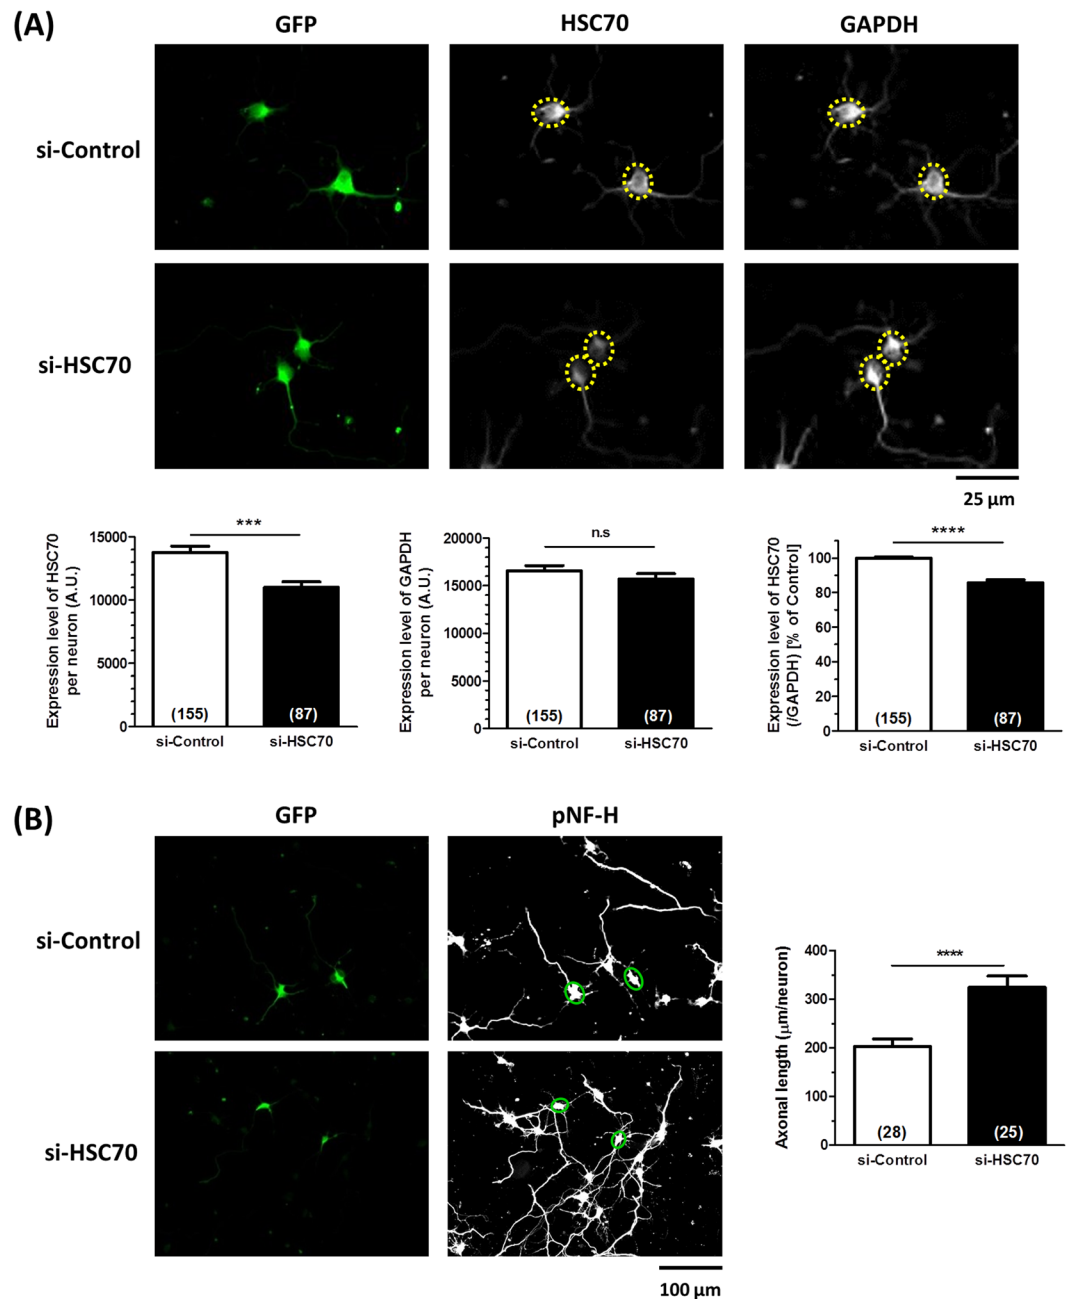 (A)
GFP
HSC70
GAPDH
si-Control
si-HSC70
25 μm
Expression level of HSC70
per neuron (A.U.)
15000
10000
5000
0
***
(155)
(87)
si-Control
si-HSC70
Expression level of GAPDH
per neuron (A.U.)
20000
15000
10000
5000
0
n.s
(155)
(87)
si-Control
si-HSC70
Expression level of HSC70
(/GAPDH) [% of Control]
100
80
60
40
20
0
****
(155)
(87)
si-Control
si-HSC70
(B)
GFP
pNF-H
si-Control
si-HSC70
100 μm
Axonal length (μm/neuron)
400
300
200
100
0
****
(28)
(25)
si-Control
si-HSC70